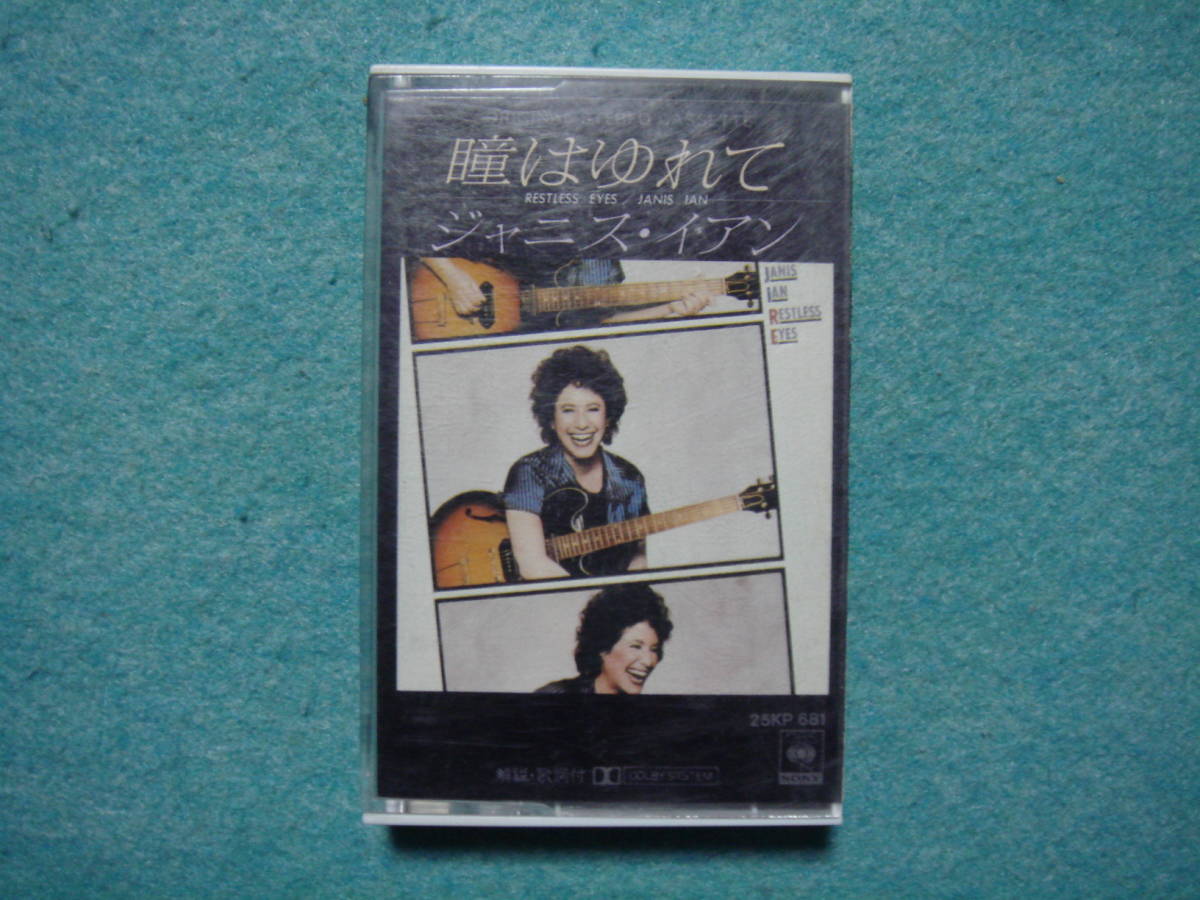 瞳はゆれて
RESTLESS EYES / JANIS IAN
ジャニス・イアン
JANIS
IAN
RESTLESS
EYES
25KP 681
解説・歌詞付 DOLBY SYSTEM
SONY